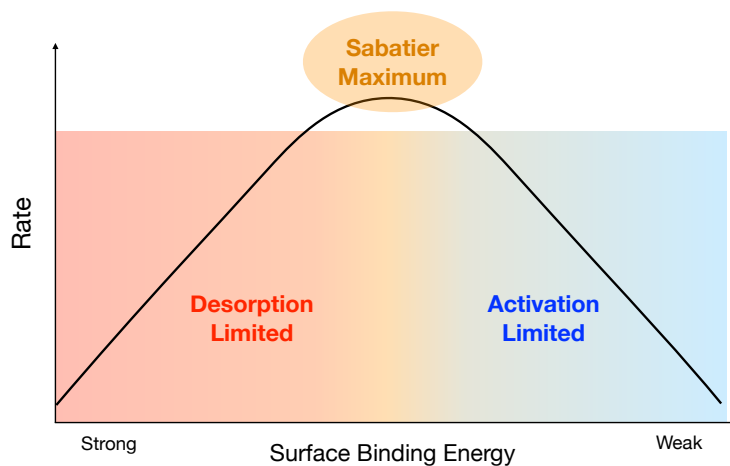 Sabatier
Maximum
Rate
Desorption
Limited
Activation
Limited
Strong
Surface Binding Energy
Weak